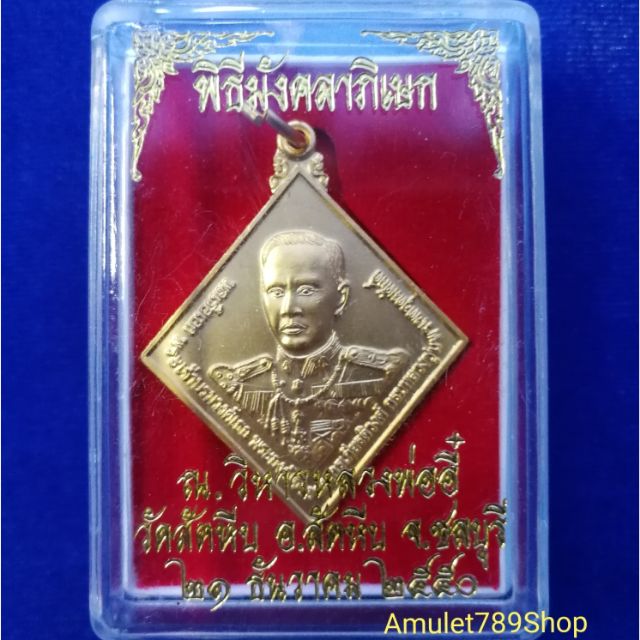 พิธีมังคลาภิเษก
ณ. วิหารหลวงพ่ออี๋
วัดสัตหีบ อ.สัตหีบ จ.ชลบุรี
๒๑ ธันวาคม ๒๕๕๐
Amulet789Shop